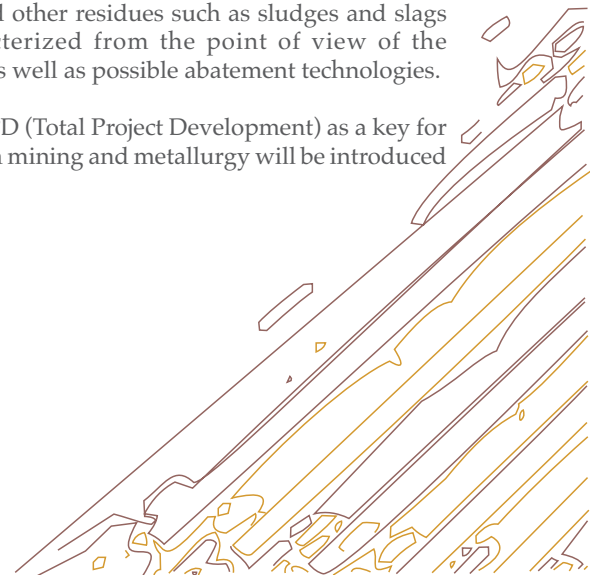 other residues such as sludges and slags
cterized from the point of view of the
s well as possible abatement technologies.
D (Total Project Development) as a key for
mining and metallurgy will be introduced